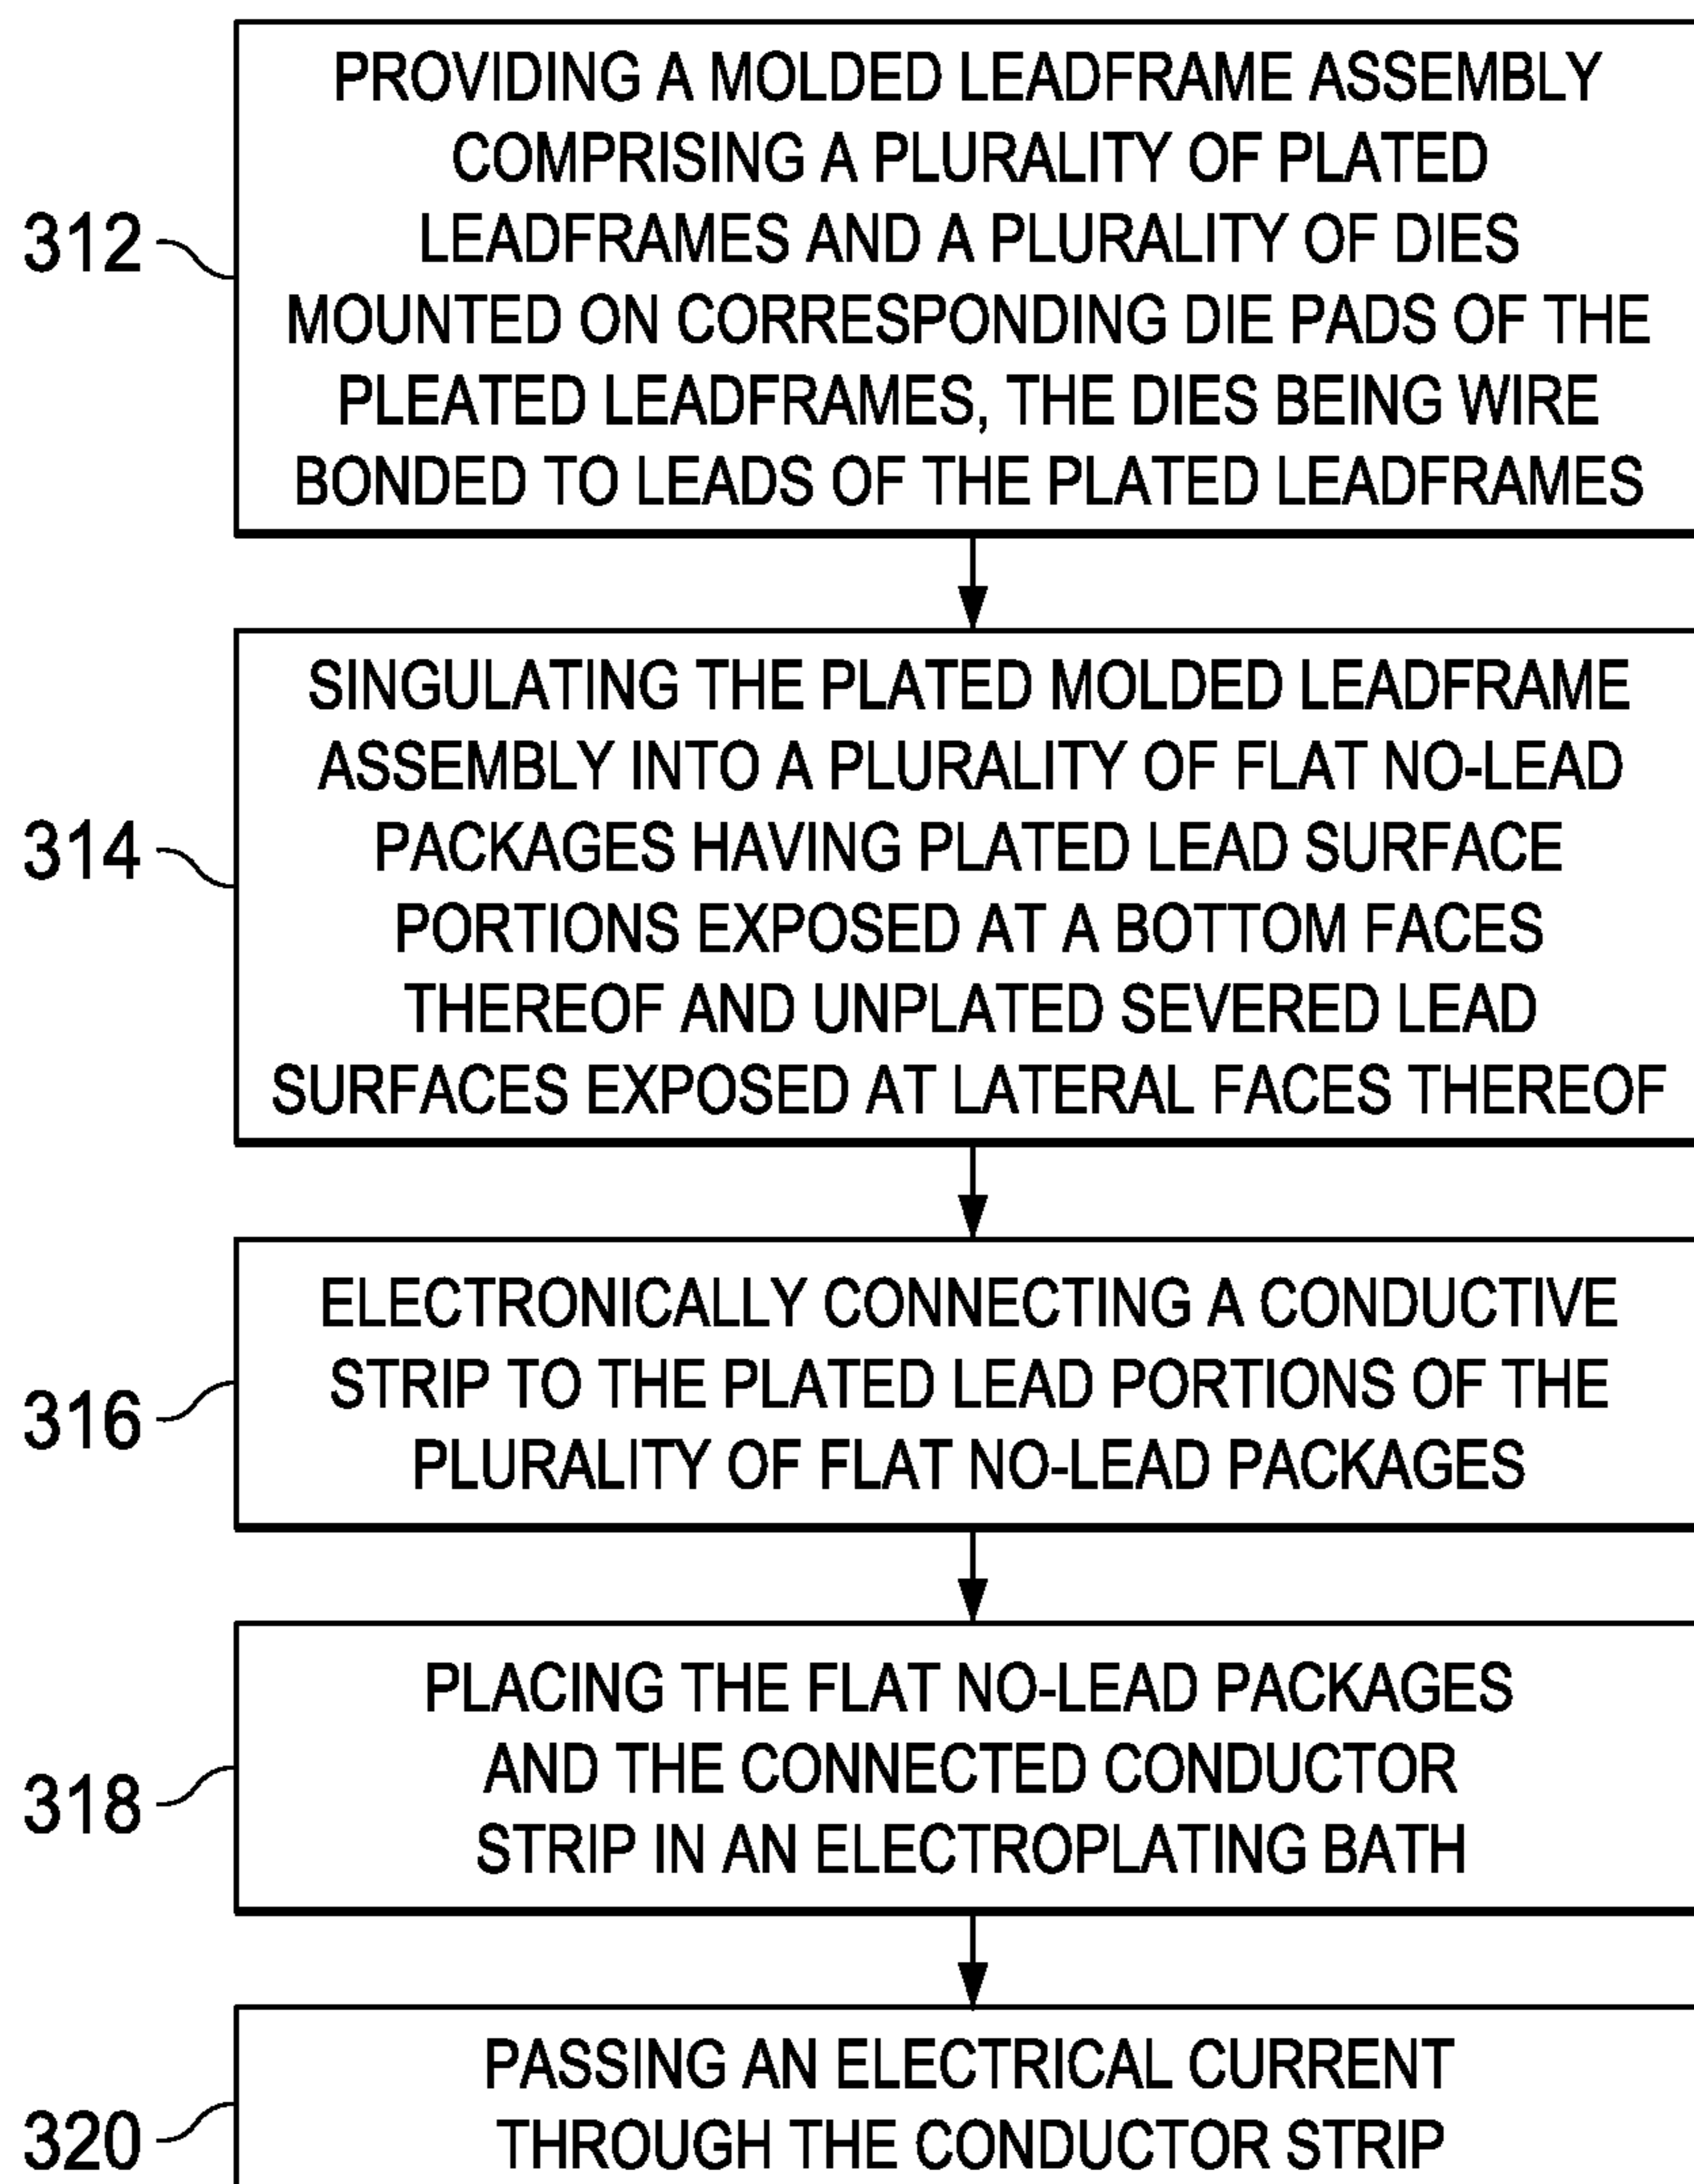 PROVIDING A MOLDED LEADFRAME ASSEMBLY
COMPRISING A PLURALITY OF PLATED
LEADFRAMES AND A PLURALITY OF DIES
MOUNTED ON CORRESPONDING DIE PADS OF THE
PLEATED LEADFRAMES, THE DIES BEING WIRE
BONDED TO LEADS OF THE PLATED LEADFRAMES
312
SINGULATING THE PLATED MOLDED LEADFRAME
ASSEMBLY INTO A PLURALITY OF FLAT NO-LEAD
PACKAGES HAVING PLATED LEAD SURFACE
PORTIONS EXPOSED AT A BOTTOM FACES
THEREOF AND UNPLATED SEVERED LEAD
SURFACES EXPOSED AT LATERAL FACES THEREOF
314
ELECTRONICALLY CONNECTING A CONDUCTIVE
STRIP TO THE PLATED LEAD PORTIONS OF THE
PLURALITY OF FLAT NO-LEAD PACKAGES
316
PLACING THE FLAT NO-LEAD PACKAGES
AND THE CONNECTED CONDUCTOR
STRIP IN AN ELECTROPLATING BATH
318
PASSING AN ELECTRICAL CURRENT
THROUGH THE CONDUCTOR STRIP
320